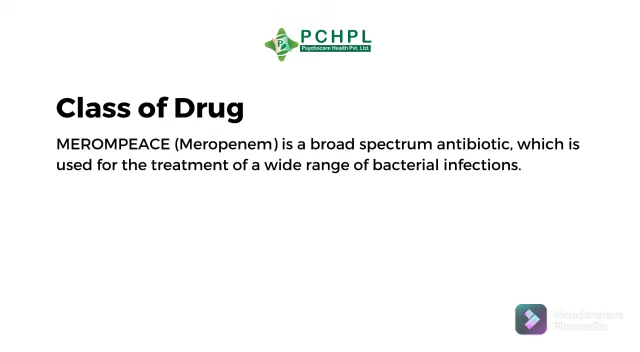 PCHPL
Psychocare Health Pvt. Ltd.
Class of Drug
MEROMPEACE (Meropenem) is a broad spectrum antibiotic, which is
used for the treatment of a wide range of bacterial infections.
Wondershare
FilmoraGo